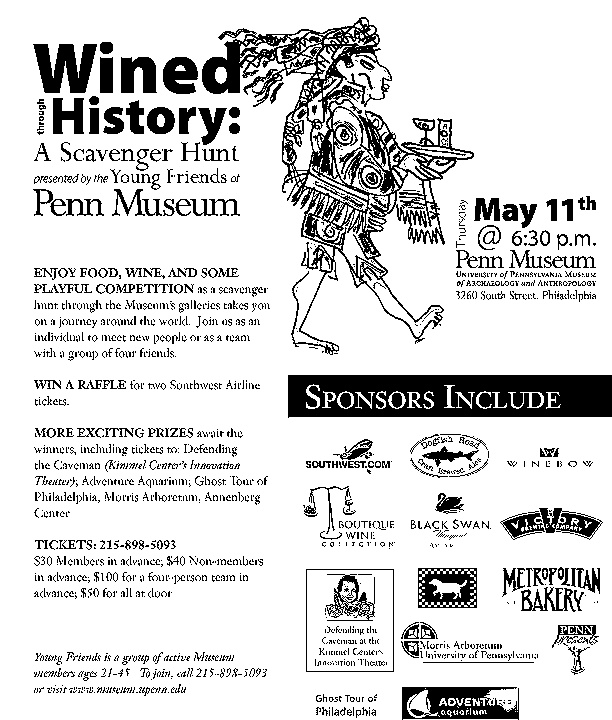 Wined
through
History:
A Scavenger Hunt
presented by the Young Friends of
Penn Museum
Thursday
May 11th
@ 6:30 p.m.
Penn Museum
UNIVERSITY of PENNSYLVANIA MUSEUM
of ARCHAEOLOGY and ANTHROPOLOGY
3260 South Street, Philadelphia
ENJOY FOOD, WINE, AND SOME
PLAYFUL COMPETITION as a scavenger
hunt through the Museum's galleries takes you
on a journey around the world. Join us as an
individual to meet new people or as a team
with a group of four friends.
WIN A RAFFLE for two Southwest Airline
tickets.
MORE EXCITING PRIZES await the
winners, including tickets to: Defending
the Caveman (Kimmel Center's Innovation
Theater); Adventure Aquarium; Ghost Tour of
Philadelphia, Morris Arboretum, Annenberg
Center
TICKETS: 215-898-5093
$30 Members in advance; $40 Non-members
in advance; $100 for a four-person team in
advance; $50 for all at door
Young Friends is a group of active Museum
members ages 21-45 To join, call 215-898-5093
or visit www.museum.upenn.edu
SPONSORS INCLUDE
SOUTHWEST.COM
Dogfish Head
Craft Brewed Ales
WINEBOW
BOUTIQUE
WINE
COLLECTION
BLACK SWAN
VICTORY
BREWING COMPANY
Defending the
Caveman at the
Kimmel Center's
Innovation Theater
METROPOLITAN
BAKERY
Morris Arboretum
University of Pennsylvania
PENN
presents
Ghost Tour of
Philadelphia
ADVENTURE
aquarium